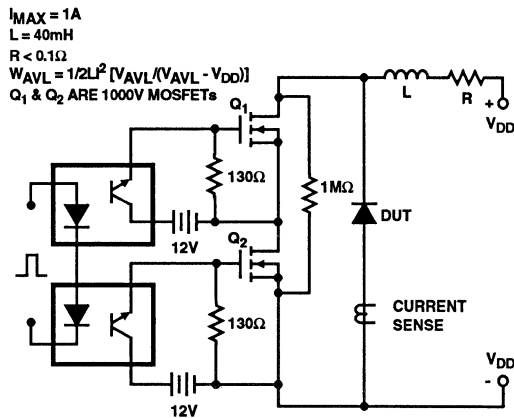 IMAX = 1A
L = 40mH
R < 0.1Ω
WAVL = 1/2LI² [VAVL/(VAVL - VDD)]
Q1 & Q2 ARE 1000V MOSFETs
Q1
L
R
+
VDD
130Ω
1MΩ
DUT
12V
Q2
130Ω
CURRENT
SENSE
VDD
-
12V